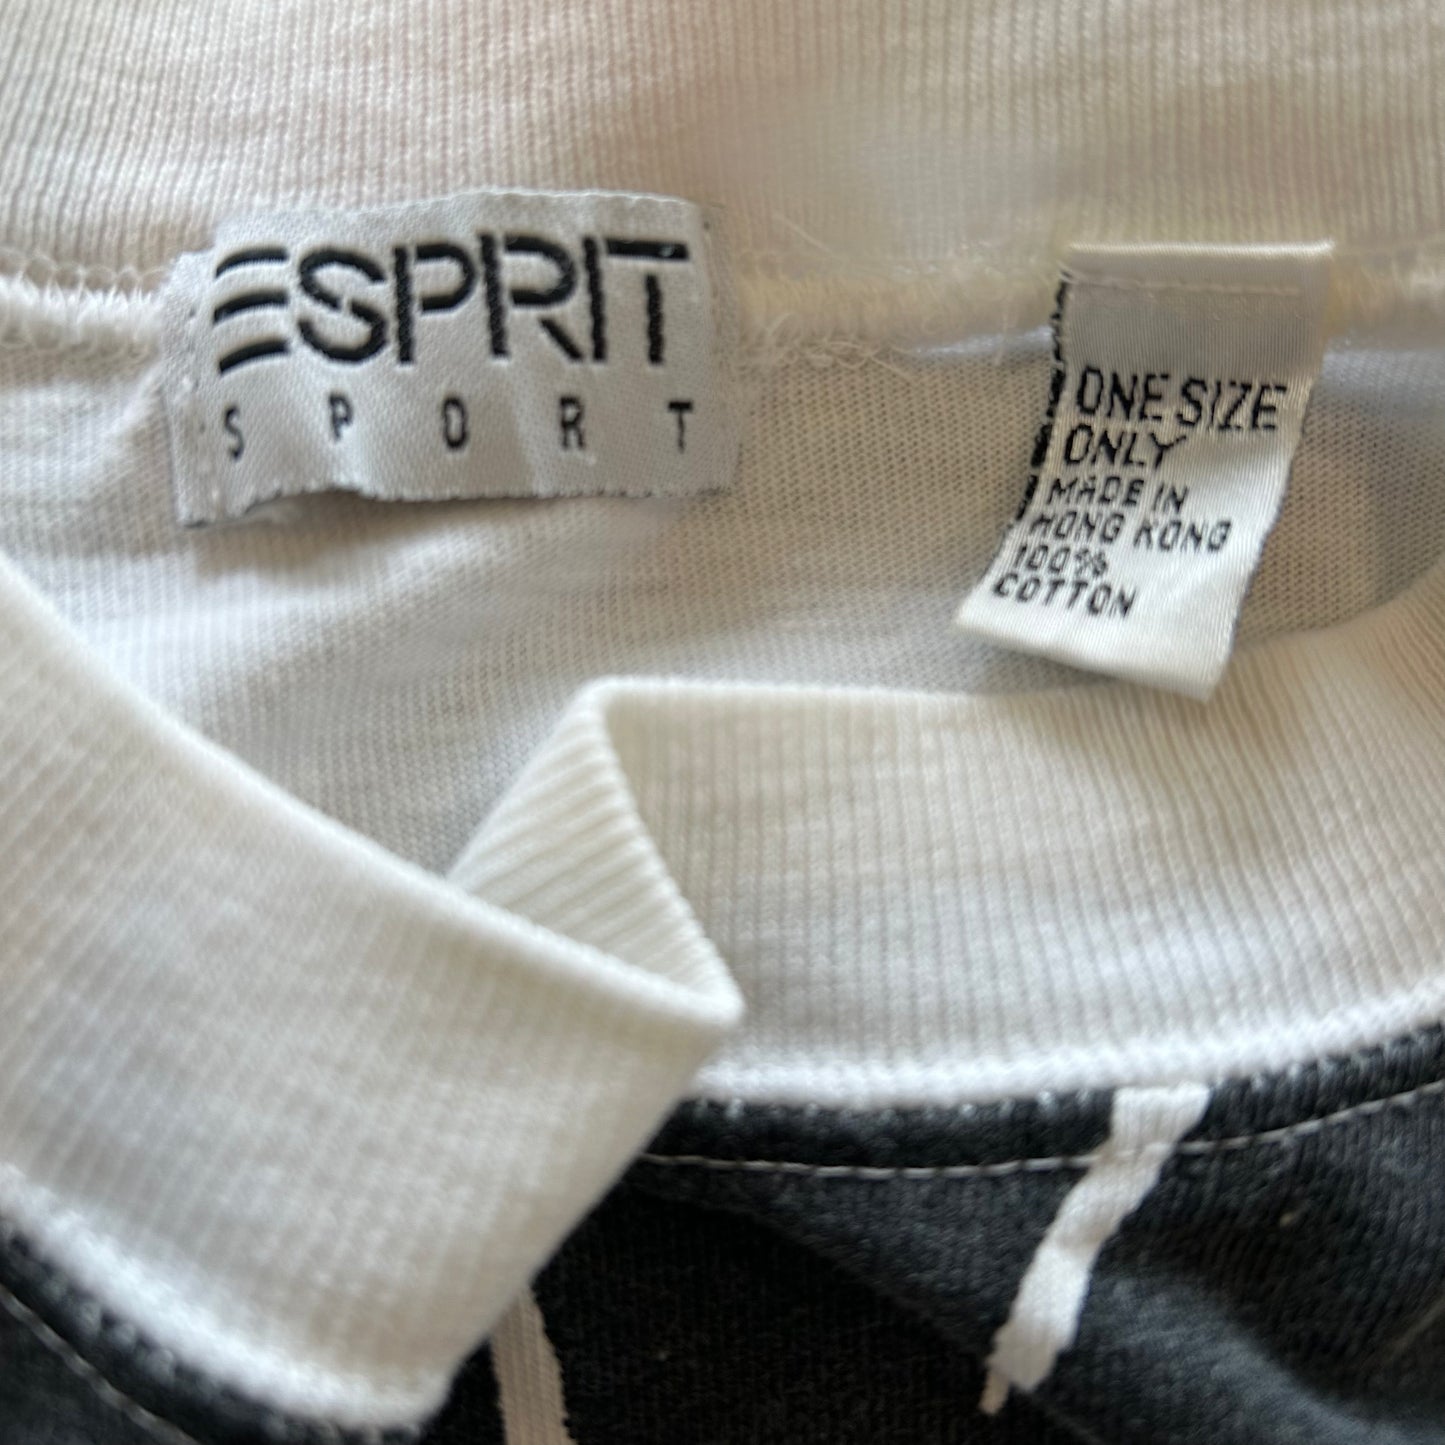 ESPRIT
SPORT
ONE SIZE
ONLY
MADE IN
HONG KONG
100%
COTTON